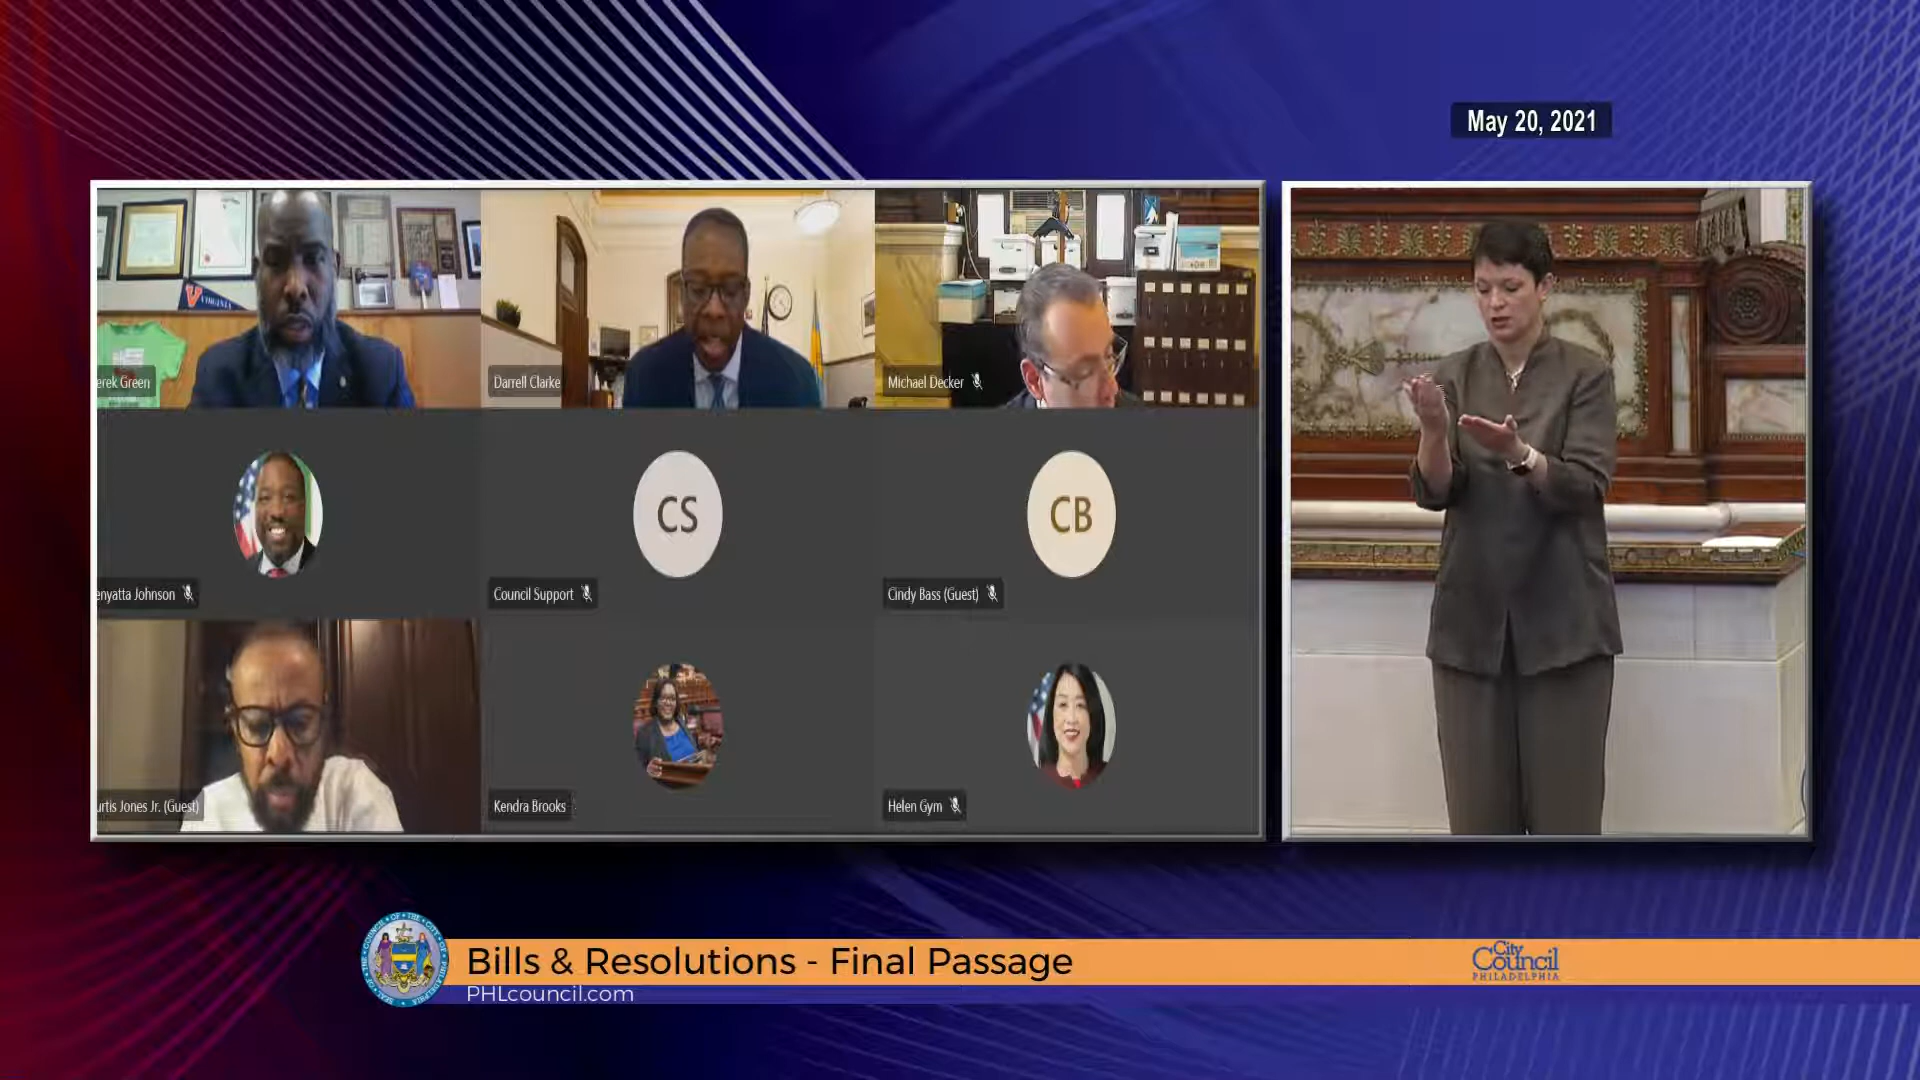 May 20, 2021
VIRGINIA
erek Green
Darrell Clarke
Michael Decker
CS
CB
enyatta Johnson
Council Support
Cindy Bass (Guest)
urtis Jones Jr. (Guest)
Kendra Brooks
Helen Gym
Bills & Resolutions - Final Passage
City
Council
PHILADELPHIA
PHLcouncil.com